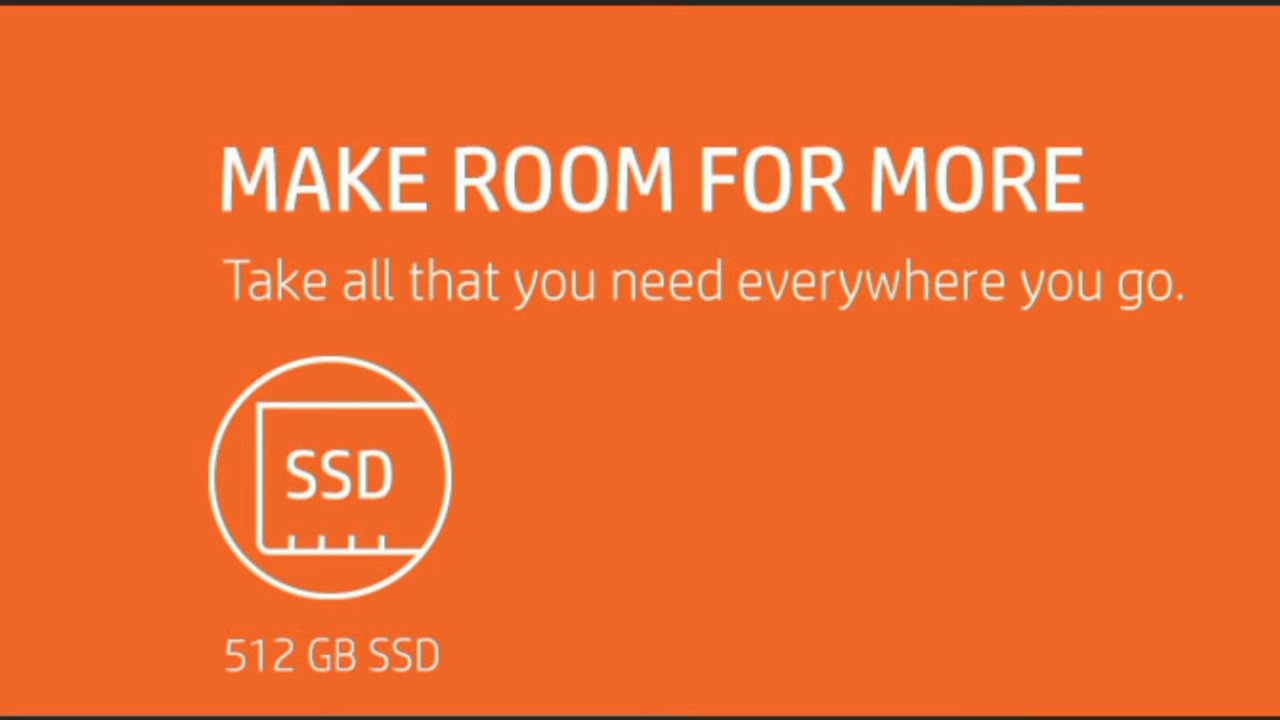 MAKE ROOM FOR MORE
Take all that you need everywhere you go.
SSD
512 GB SSD